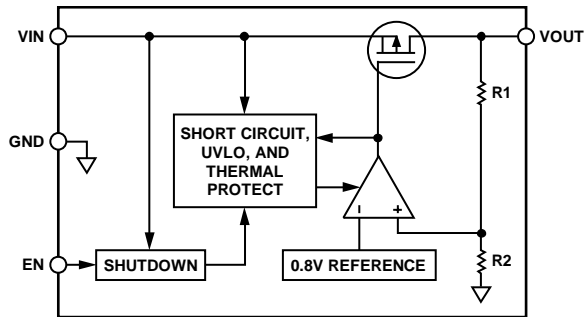 VIN
VOUT
R1
GND
SHORT CIRCUIT,
UVLO, AND
THERMAL
PROTECT
– +
EN
SHUTDOWN
0.8V REFERENCE
R2